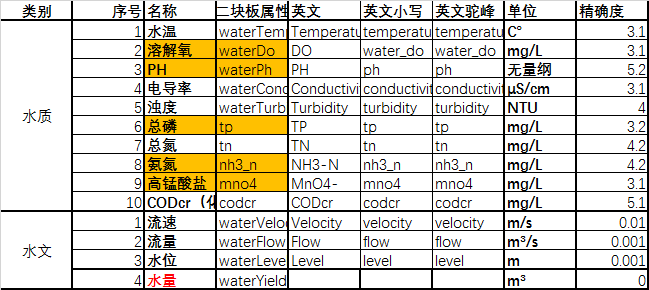 类别 序号 名称 二块板属性 英文 英文小写 英文驼峰 单位 精确度
水质
1 水温 waterTemp Temperatu temperatu temperatu C° 3.1
2 溶解氧 waterDo DO water_do water_do mg/L 3.1
3 PH waterPh PH ph ph 无量纲 5.2
4 电导率 waterCond Conductivit conductivit conductivit μS/cm 3.1
5 浊度 waterTurb Turbidity turbidity turbidity NTU 4
6 总磷 tp TP tp tp mg/L 3.2
7 总氮 tn TN tn tn mg/L 4.2
8 氨氮 nh3_n NH3-N nh3_n nh3_n mg/L 4.2
9 高锰酸盐 mno4 MnO4- mno4 mno4 mg/L 3.1
10 CODcr（化 codcr CODcr codcr codcr mg/L 5.1
水文
1 流速 waterVeloc Velocity velocity velocity m/s 0.01
2 流量 waterFlow Flow flow flow m³/s 0.001
3 水位 waterLevel Level level level m 0.001
4 水量 waterYield m³ 0